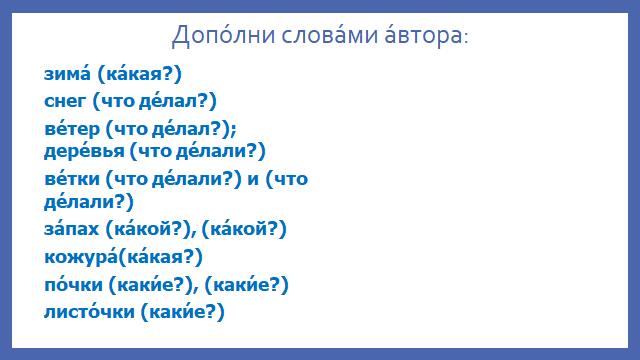 Допо́лни слова́ми а́втора:
зима́ (ка́кая?)
снег (что де́лал?)
ве́тер (что де́лал?);
дере́вья (что де́лали?)
ве́тки (что де́лали?) и (что
де́лали?)
за́пах (ка́кой?), (ка́кой?)
кожура́(ка́кая?)
по́чки (каки́е?), (каки́е?)
листо́чки (каки́е?)